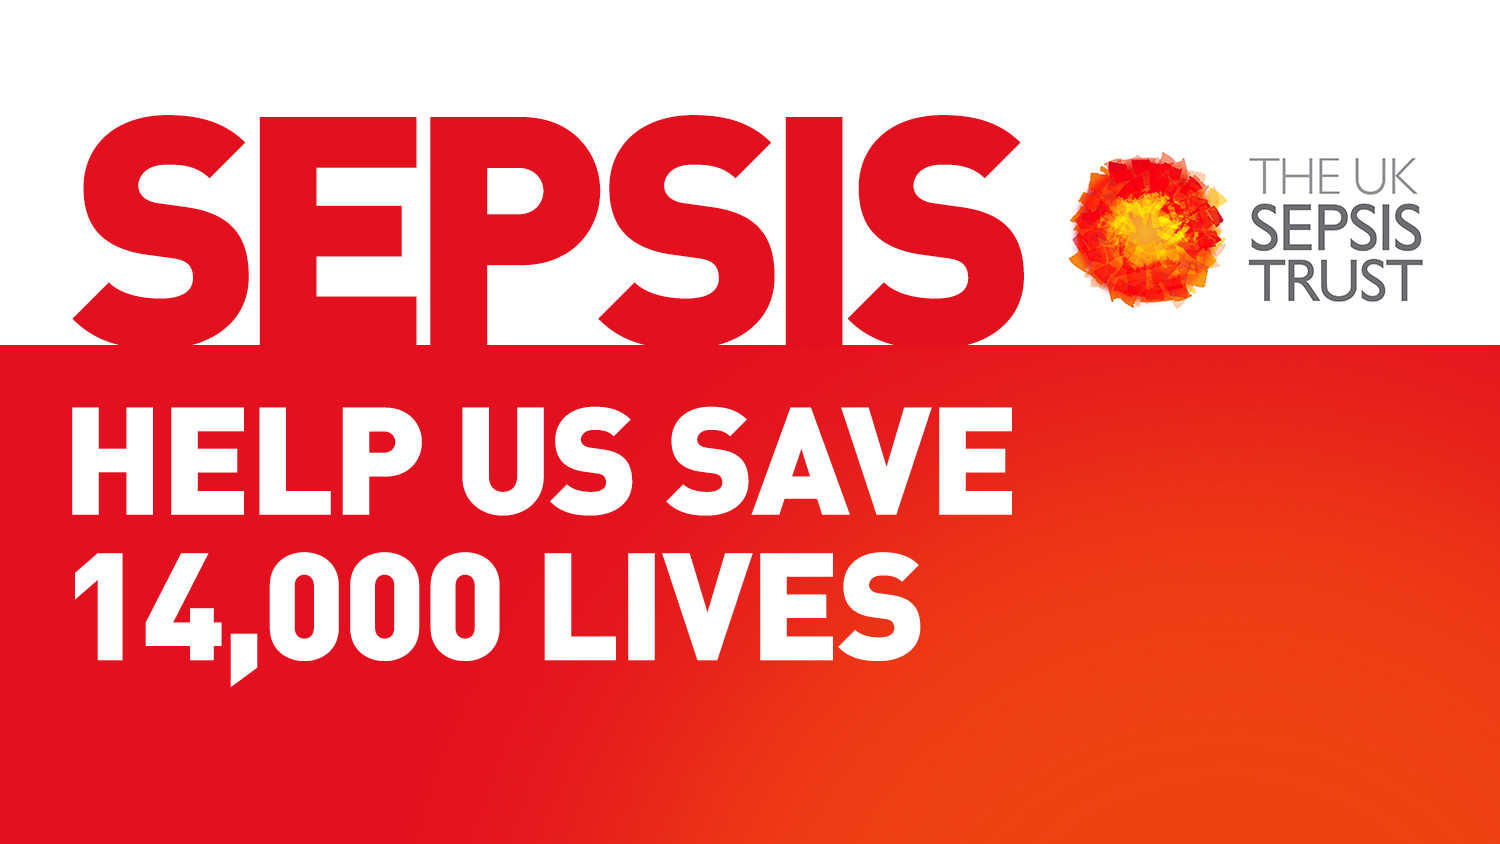 SEPSIS
THE UK
SEPSIS
TRUST
HELP US SAVE
14,000 LIVES